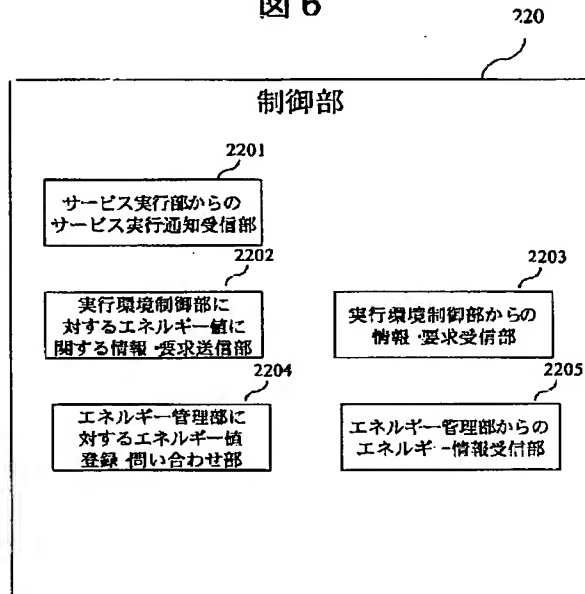 図6
220
制御部
2201
サービス実行部からの
サービス実行通知受信部
2202
実行環境制御部に
対するエネルギー値に
関する情報・要求送信部
2203
実行環境制御部からの
情報・要求受信部
2204
エネルギー管理部に
対するエネルギー値
登録・問い合わせ部
2205
エネルギー管理部からの
エネルギー情報受信部